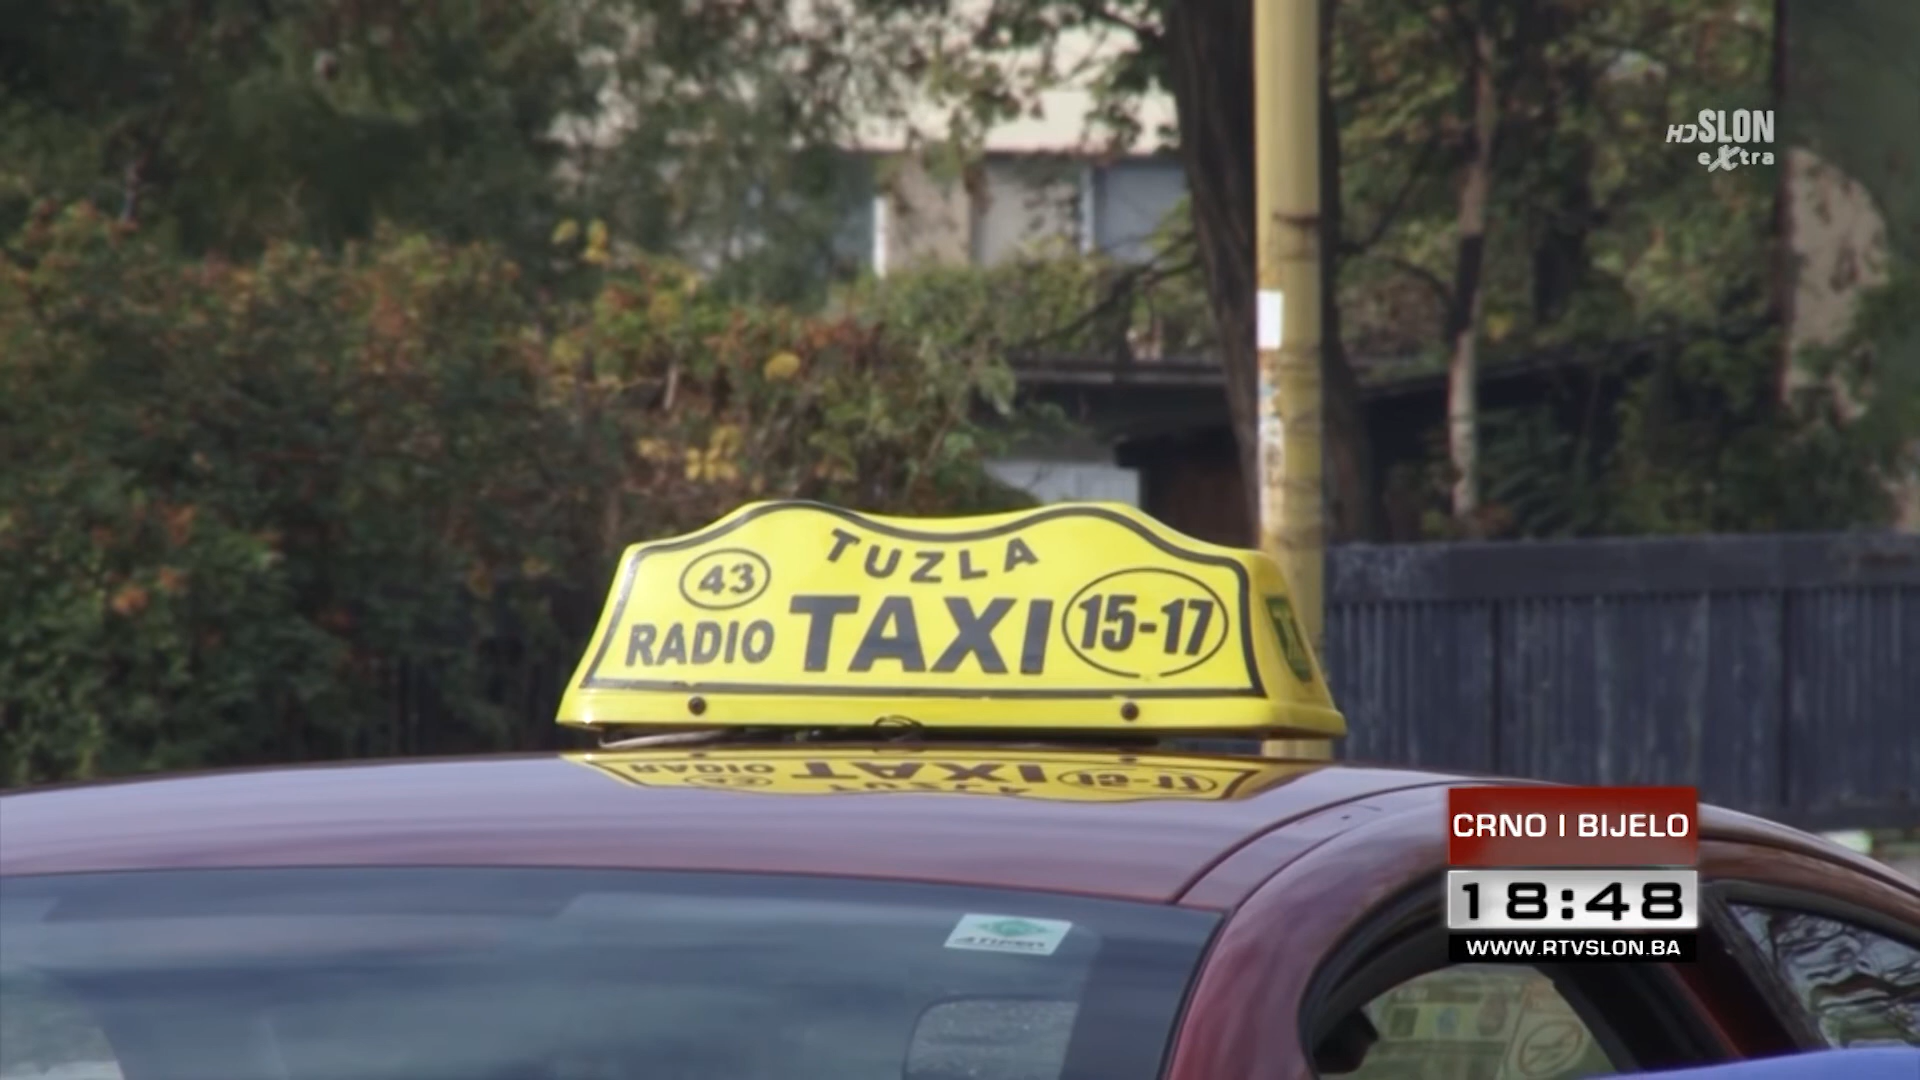 HD SLON
extra
TUZLA
43
RADIO TAXI 15-17
CRNO I BIJELO
18:48
WWW.RTVSLON.BA